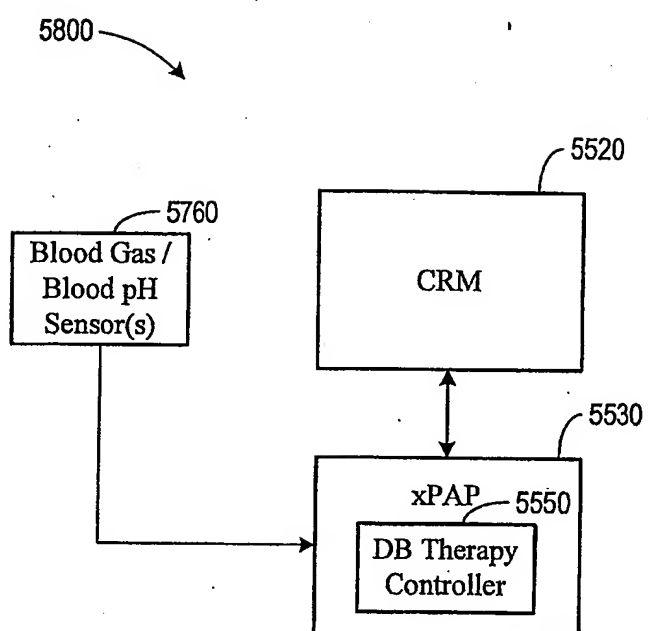 5800
5520
5760
Blood Gas /
Blood pH
Sensor(s)
CRM
5530
xPAP
5550
DB Therapy
Controller